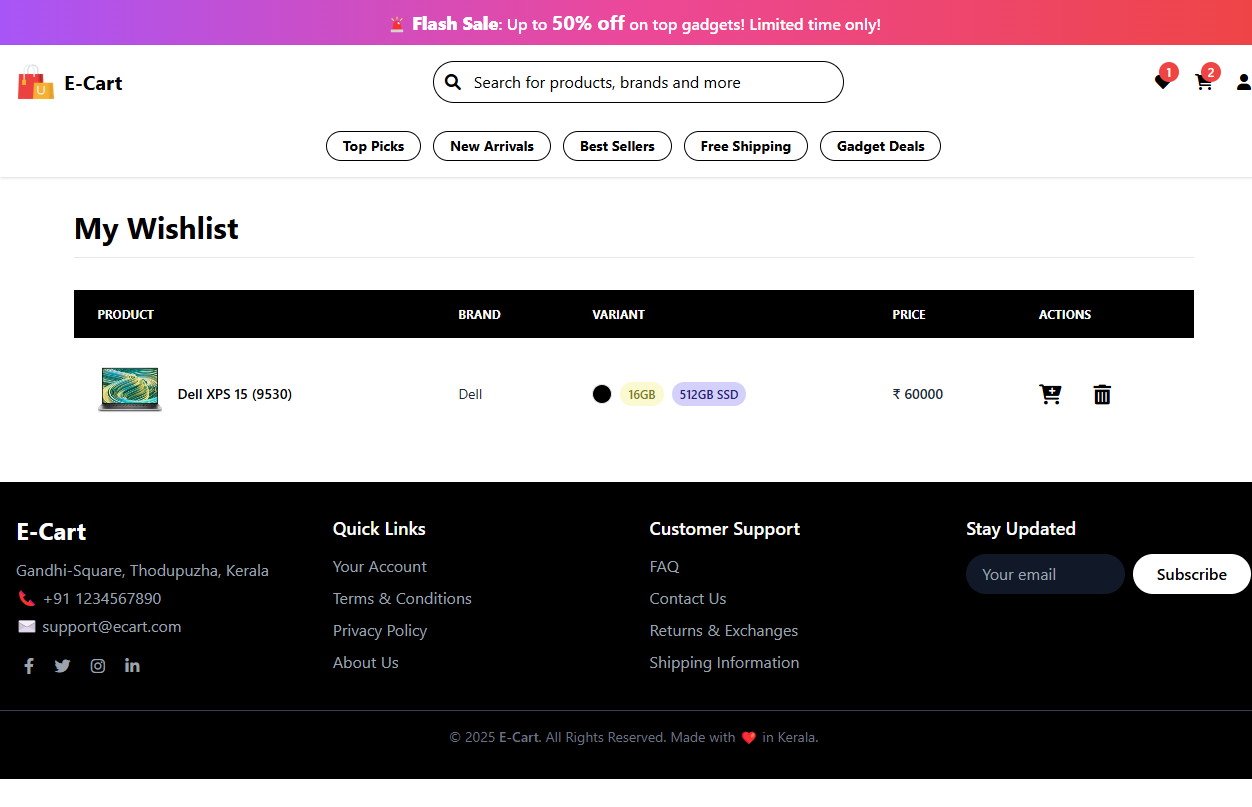 🚨 Flash Sale: Up to 50% off on top gadgets! Limited time only!
E-Cart
Search for products, brands and more
1
2
Top Picks
New Arrivals
Best Sellers
Free Shipping
Gadget Deals
My Wishlist
PRODUCT BRAND VARIANT PRICE ACTIONS
Dell XPS 15 (9530) Dell 16GB 512GB SSD ₹ 60000
E-Cart
Gandhi-Square, Thodupuzha, Kerala
📞 +91 1234567890
✉️ support@ecart.com
Quick Links
Your Account
Terms & Conditions
Privacy Policy
About Us
Customer Support
FAQ
Contact Us
Returns & Exchanges
Shipping Information
Stay Updated
Your email
Subscribe
© 2025 E-Cart. All Rights Reserved. Made with ❤️ in Kerala.